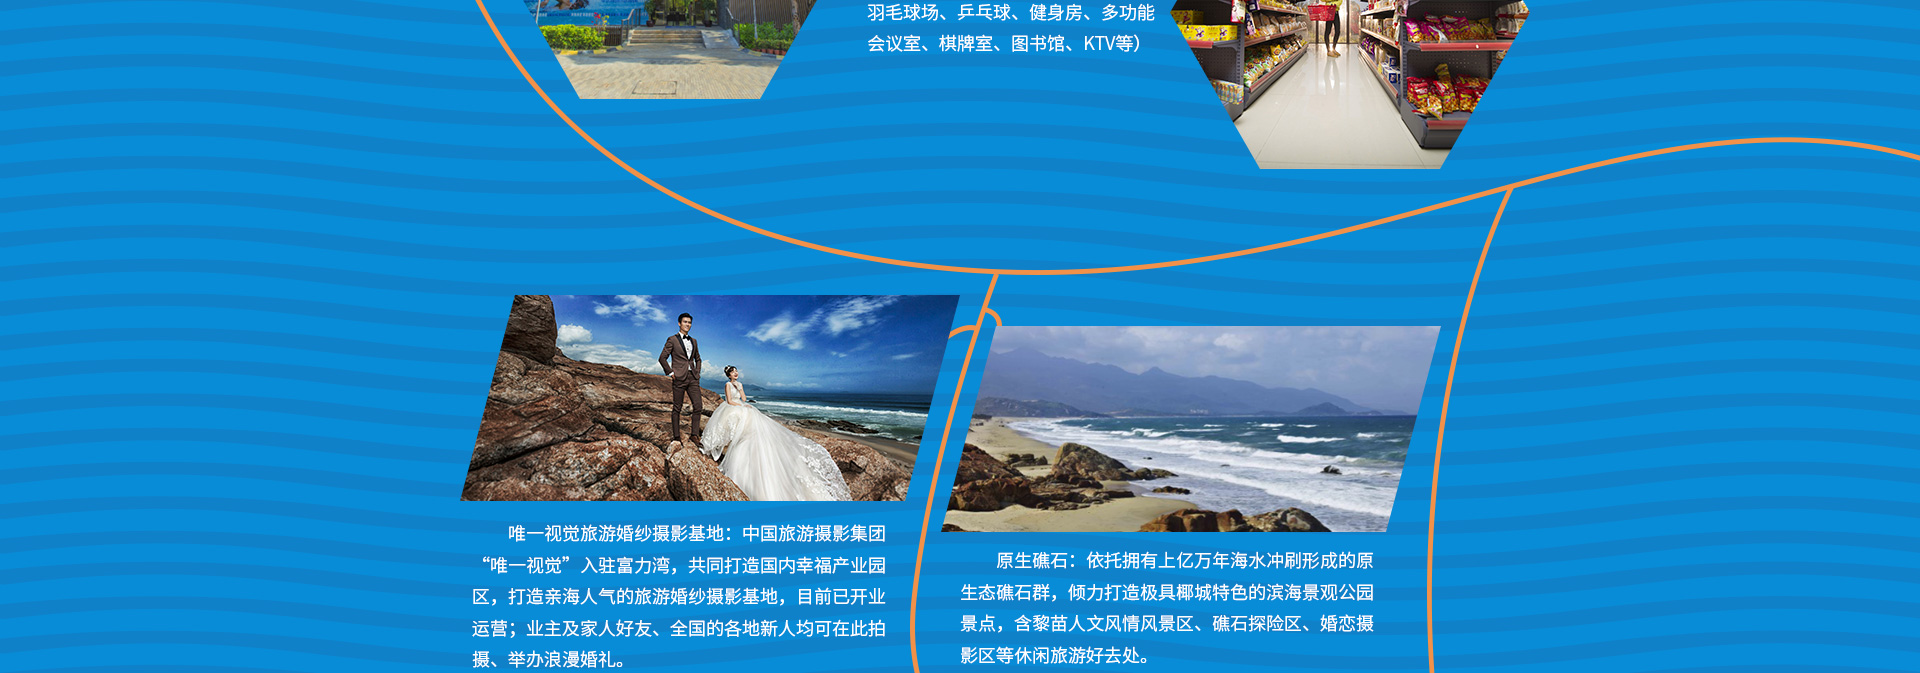 羽毛球场、乒乓球、健身房、多功能
会议室、棋牌室、图书馆、KTV等）
唯一视觉旅游婚纱摄影基地：中国旅游摄影集团
“唯一视觉”入驻富力湾，共同打造国内幸福产业园
区，打造亲海人气的旅游婚纱摄影基地，目前已开业
运营；业主及家人好友、全国的各地新人均可在此拍
摄、举办浪漫婚礼。
原生礁石：依托拥有上亿万年海水冲刷形成的原
生态礁石群，倾力打造极具椰城特色的滨海景观公园
景点，含黎苗人文风情风景区、礁石探险区、婚恋摄
影区等休闲旅游好去处。